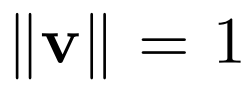 ‖𝐯‖ = 1